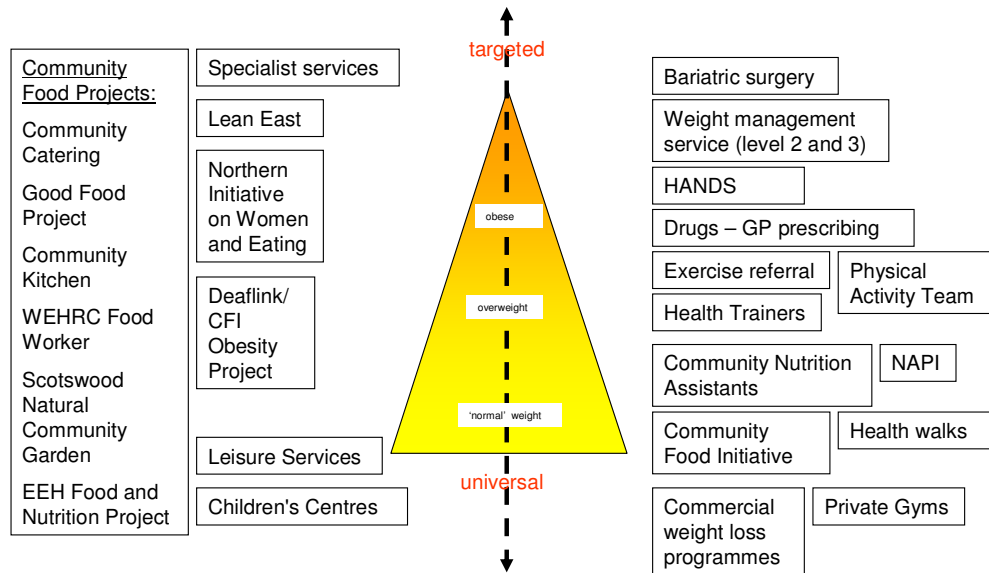 Community
Food Projects:
Community
Catering
Good Food
Project
Community
Kitchen
WEHRC Food
Worker
Scotswood
Natural
Community
Garden
EEH Food and
Nutrition Project
Specialist services
Lean East
Northern
Initiative
on Women
and Eating
Deaflink/
CFI
Obesity
Project
Leisure Services
Children's Centres
targeted
obese
overweight
‘normal’ weight
universal
Bariatric surgery
Weight management
service (level 2 and 3)
HANDS
Drugs – GP prescribing
Exercise referral
Physical
Activity Team
Health Trainers
Community Nutrition
Assistants
NAPI
Community
Food Initiative
Health walks
Commercial
weight loss
programmes
Private Gyms